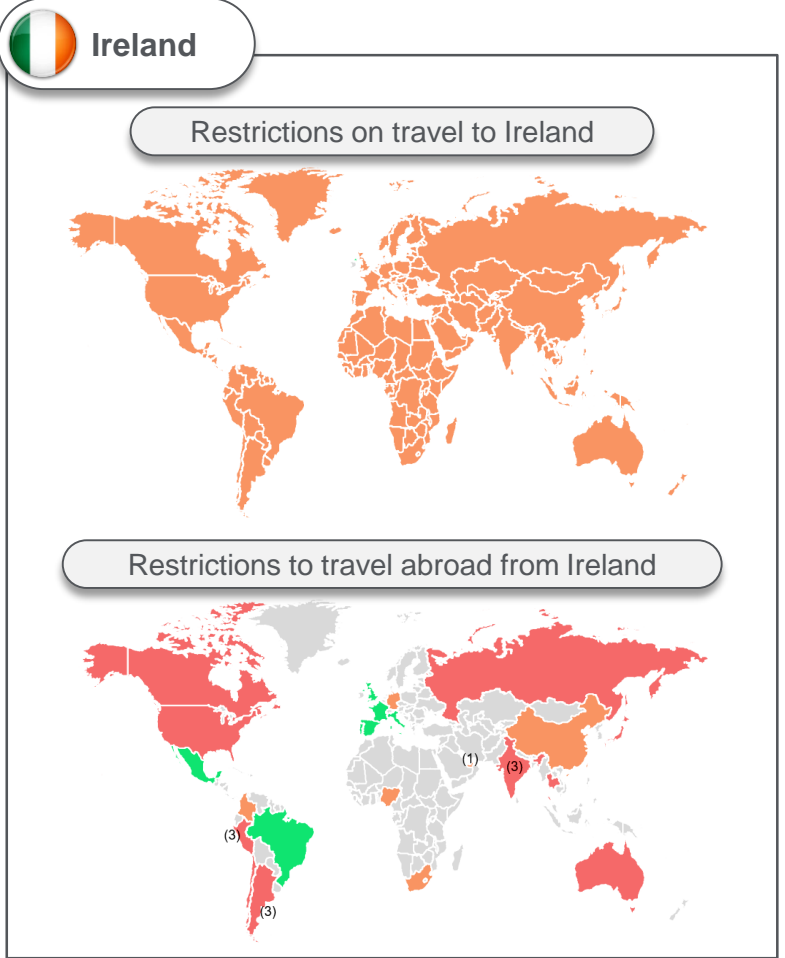 Ireland
Restrictions on travel to Ireland
Restrictions to travel abroad from Ireland
(1)
(3)
(3)
(3)